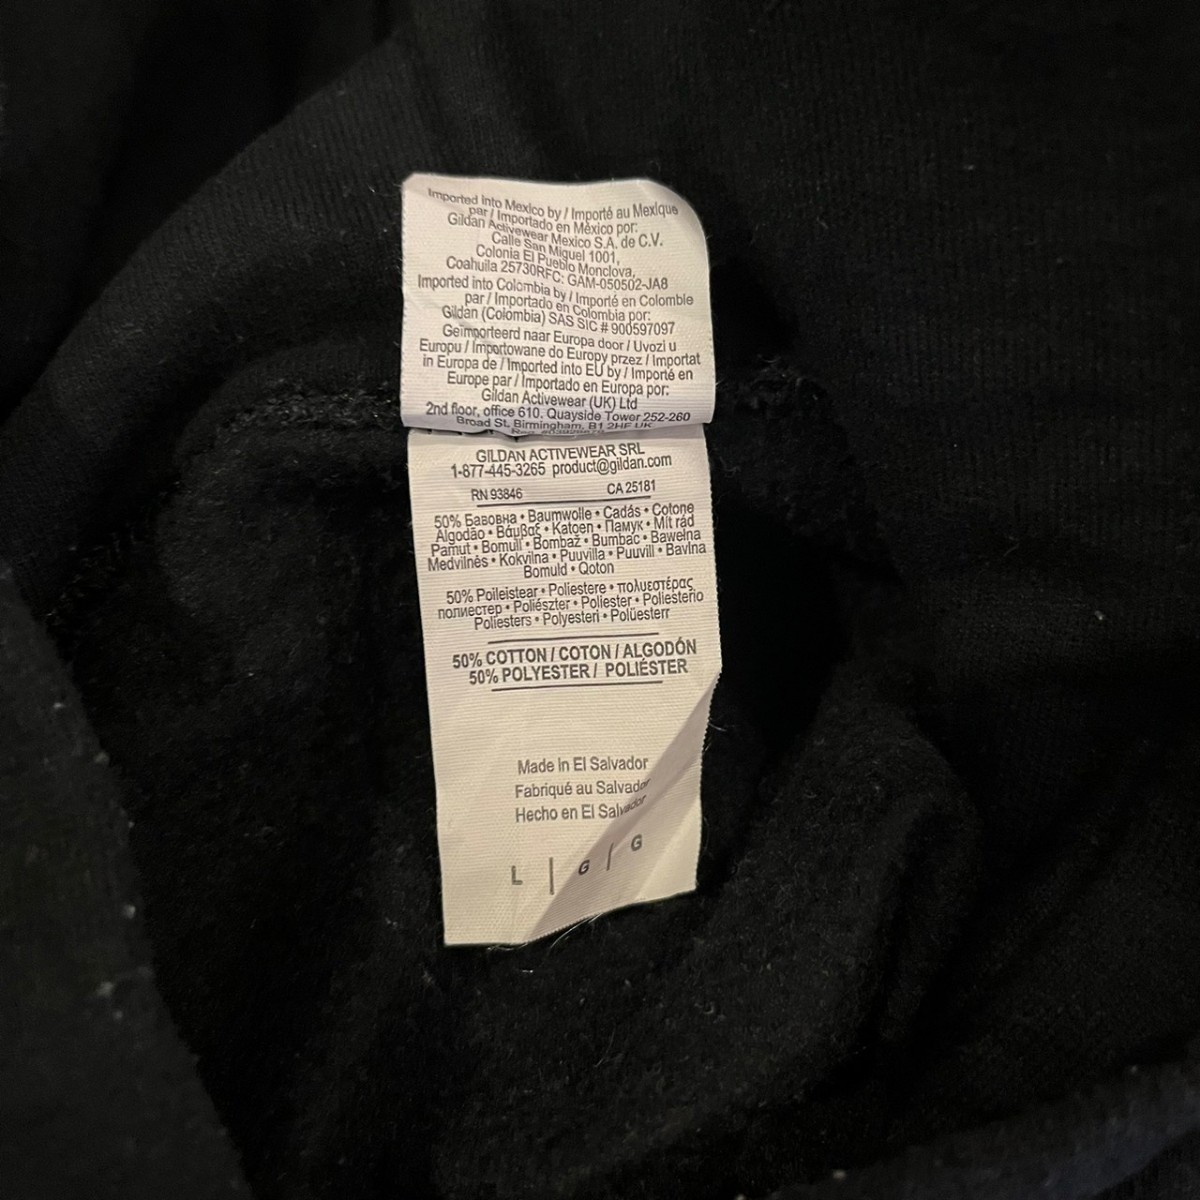 Imported into Mexico by / Importé au Mexique
par / Importado en México por:
Gildan Activewear Mexico S.A. de C.V.
Calle San Miguel 1001,
Colonia El Pueblo Monclova,
Coahuila 25730RFC: GAM-050502-JA8
Imported into Colombia by / Importé en Colombie
par / Importado en Colombia por:
Gildan (Colombia) SAS SIC # 900597097
Geïmporteerd naar Europa door / Uvozi u
Europu / Importowane do Europy przez / Importat
in Europa de / Imported into EU by / Importé en
Europe par / Importado en Europa por:
Gildan Activewear (UK) Ltd
2nd floor, office 610. Quayside Tower 252-260
Broad St. Birmingham, B1 2HF UK
GILDAN ACTIVEWEAR SRL
1-877-445-3265 product@gildan.com
RN 93846 CA 25181
50% Бавовна • Baumwolle • Cadás • Cotone
Algodão • Βάμβαξ • Katoen • Памук • Mit rád
Pamut • Bomull • Bombaž • Bumbac • Bawełna
Medvilnės • Kokvilna • Puuvilla • Puuvill • Bavlna
Bomuld • Qoton
50% Poileistear • Poliestere • πολυεστέρας
полиестер • Poliészter • Poliester • Poliesterio
Poliesters • Polyesteri • Polüesterr
50% COTTON / COTON / ALGODÓN
50% POLYESTER / POLIÉSTER
Made in El Salvador
Fabriqué au Salvador
Hecho en El Salvador
L | G | G